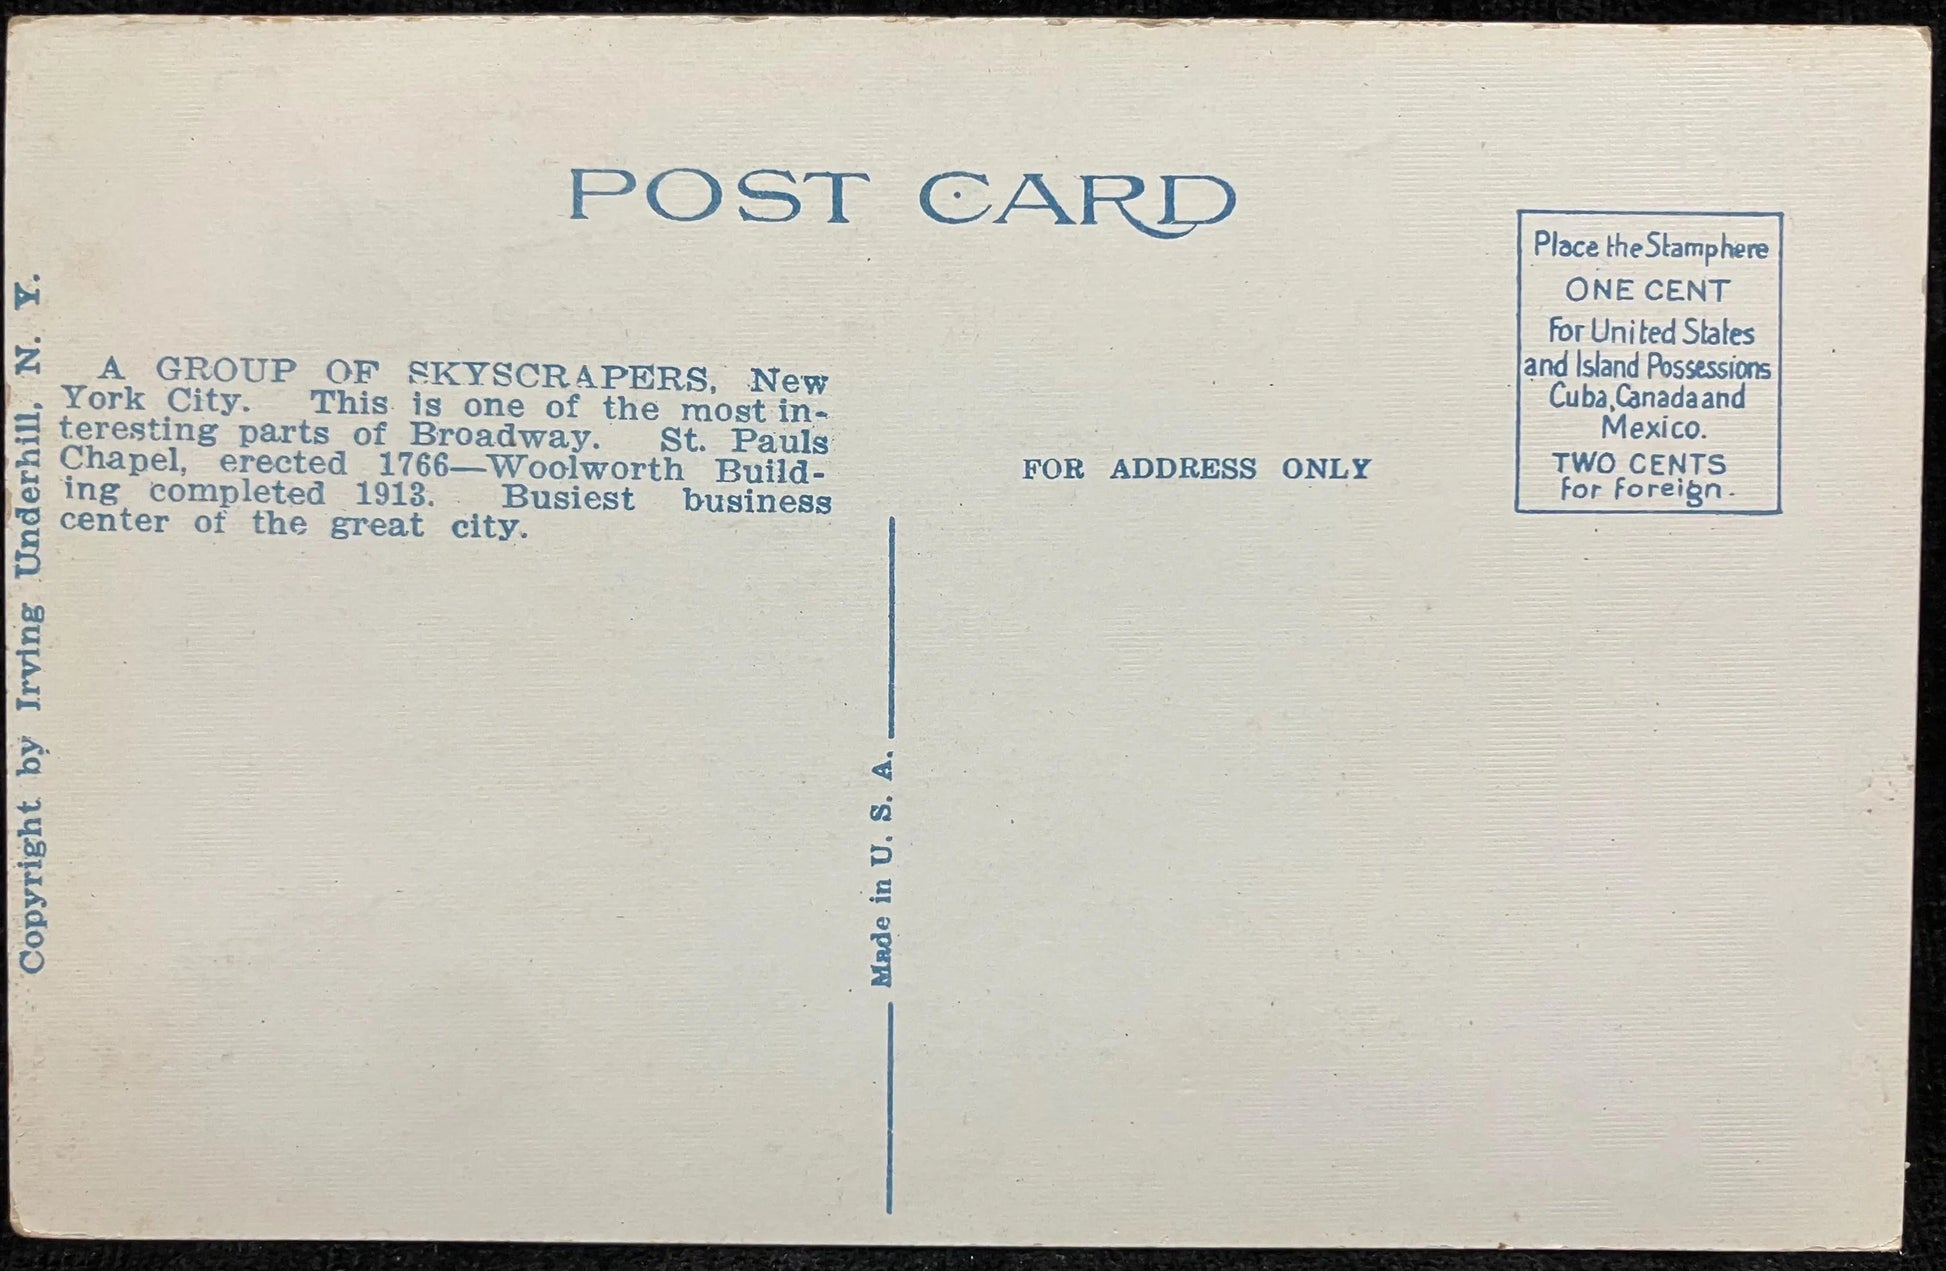 POST CARD
Place the Stamp here
ONE CENT
For United States
and Island Possessions
Cuba, Canada and
Mexico.
TWO CENTS
For Foreign.
Copyright by Irving Underhill, N. Y.
A GROUP OF SKYSCRAPERS, New
York City. This is one of the most in-
teresting parts of Broadway. St. Pauls
Chapel, erected 1766—Woolworth Build-
ing completed 1913. Busiest business
center of the great city.
FOR ADDRESS ONLY
Made in U. S. A.